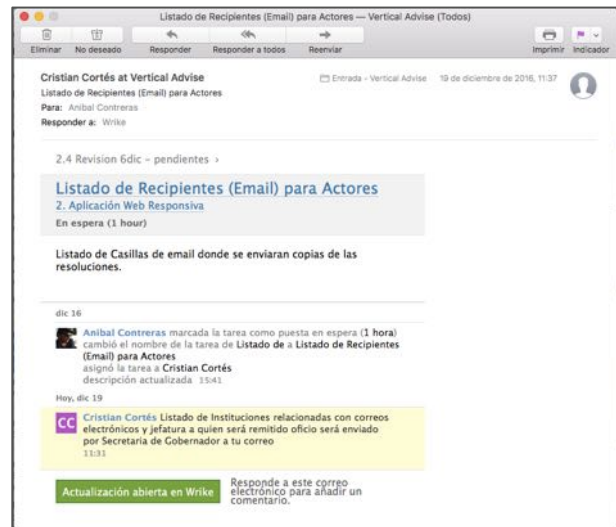 Listado de Recipientes (Email) para Actores — Vertical Advise (Todos)
Eliminar No deseado Responder Responder a todos Reenviar Imprimir Indicador
Cristian Cortés at Vertical Advise Entrada - Vertical Advise 19 de diciembre de 2016, 11:37
Listado de Recipientes (Email) para Actores
Para: Anibal Contreras
Responder a: Wrike
2.4 Revision 6dic - pendientes ›
Listado de Recipientes (Email) para Actores
2. Aplicación Web Responsiva
En espera (1 hour)
Listado de Casillas de email donde se enviaran copias de las
resoluciones.
dic 16
Anibal Contreras marcada la tarea como puesta en espera (1 hora)
cambió el nombre de la tarea de Listado de a Listado de Recipientes
(Email) para Actores
asignó la tarea a Cristian Cortés
descripción actualizada 15:41
Hoy, dic 19
CC Cristian Cortés Listado de Instituciones relacionadas con correos
electrónicos y jefatura a quien será remitido oficio será enviado
por Secretaria de Gobernador a tu correo
11:31
Actualización abierta en Wrike
Responde a este correo
electrónico para añadir un
comentario.